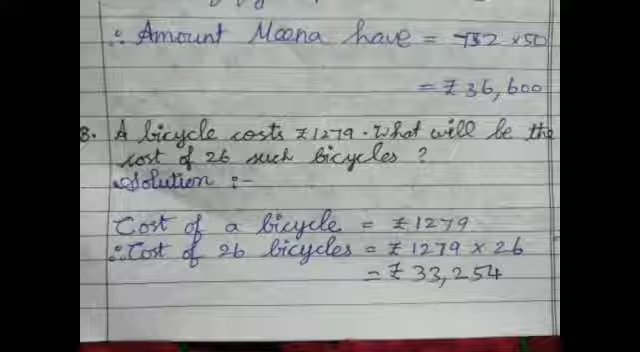 ∴ Amount Meena have = 732 × 50
= ₹ 36,600
3. A bicycle costs ₹ 1279. What will be the
cost of 26 such bicycles ?
Solution :-
Cost of a bicycle = ₹ 1279
∴ Cost of 26 bicycles = ₹ 1279 × 26
= ₹ 33,254